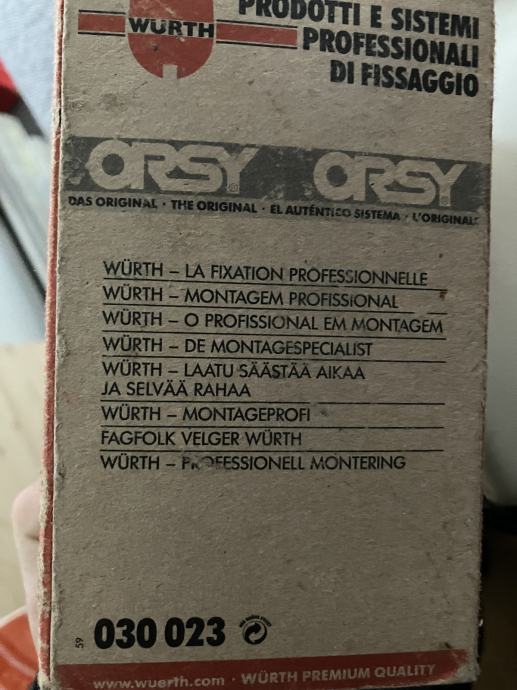 PRODOTTI E SISTEMI
WÜRTH
PROFESSIONALI
DI FISSAGGIO
ORSY ORSY
DAS ORIGINAL · THE ORIGINAL · EL AUTÉNTICO SISTEMA · L'ORIGINALE
WÜRTH – LA FIXATION PROFESSIONNELLE
WÜRTH – MONTAGEM PROFISSIONAL
WÜRTH – O PROFISSIONAL EM MONTAGEM
WÜRTH – DE MONTAGESPECIALIST
WÜRTH – LAATU SÄÄSTÄÄ AIKAA
JA SELVÄÄ RAHAA
WÜRTH – MONTAGEPROFI
FAGFOLK VELGER WÜRTH
WÜRTH – PROFESSIONELL MONTERING
59 030 023
www.wuerth.com · WÜRTH PREMIUM QUALITY